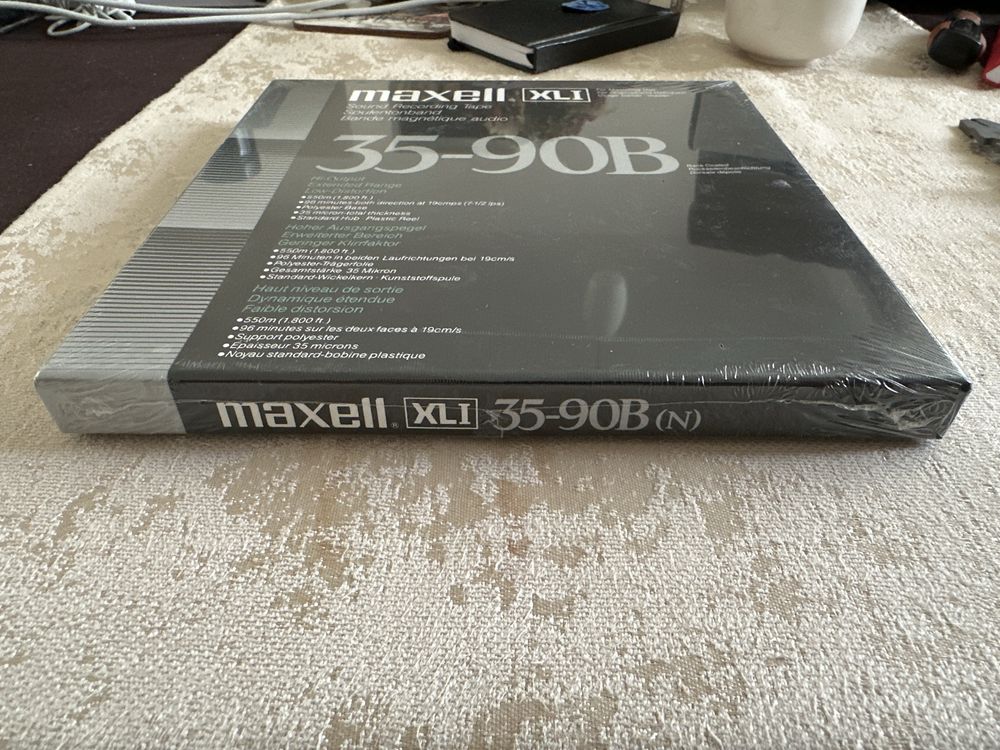 maxell XLI
Sound Recording Tape
Spulentonband
Bande magnétique audio
35-90B
Back Coated
Rückseitenbeschichtung
Dorsale dépolie
Hi-Output
Extended Range
Low-Distortion
•550m (1,800 ft.)
•96 minutes-both direction at 19cmps (7-1/2 ips)
•Polyester Base
•35 micron-total thickness
•Standard Hub · Plastic Reel
Hoher Ausgangspegel
Erweiterter Bereich
Geringer Klirrfaktor
•550m (1,800 ft.)
•96 Minuten in beiden Laufrichtungen bei 19cm/s
•Polyester-Trägerfolie
•Gesamtstärke 35 Mikron
•Standard-Wickelkern · Kunststoffspule
Haut niveau de sortie
Dynamique étendue
Faible distorsion
•550m (1,800 ft.)
•96 minutes sur les deux faces à 19cm/s
•Support polyester
•Epaisseur 35 microns
•Noyau standard-bobine plastique
maxell® XLI 35-90B (N)